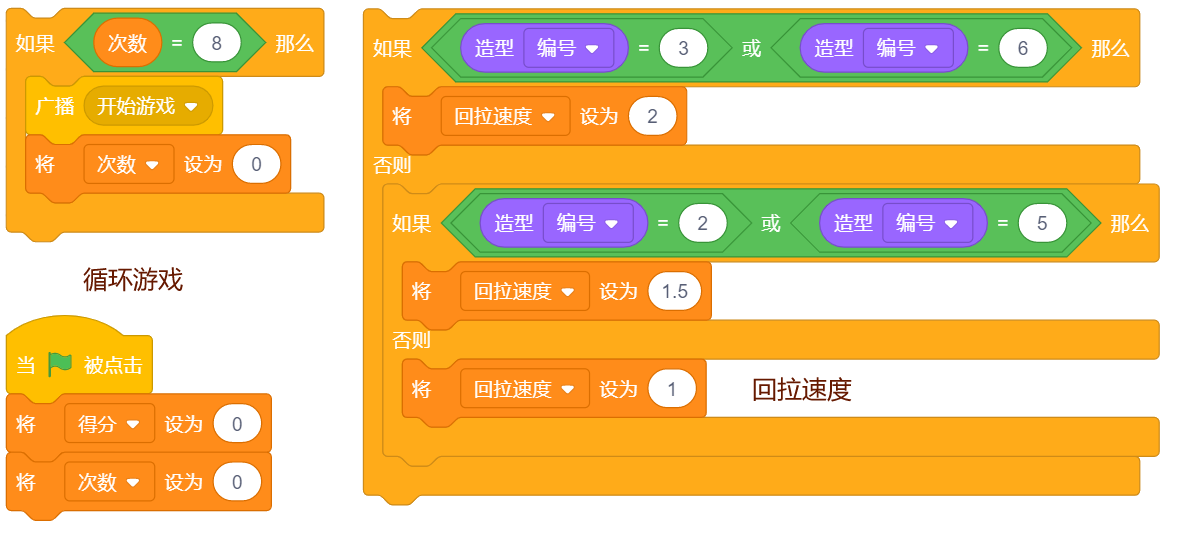 如果 次数 = 8 那么
广播 开始游戏
将 次数 设为 0
循环游戏
当 被点击
将 得分 设为 0
将 次数 设为 0
如果 造型 编号 = 3 或 造型 编号 = 6 那么
将 回拉速度 设为 2
否则
如果 造型 编号 = 2 或 造型 编号 = 5 那么
将 回拉速度 设为 1.5
否则
将 回拉速度 设为 1
回拉速度